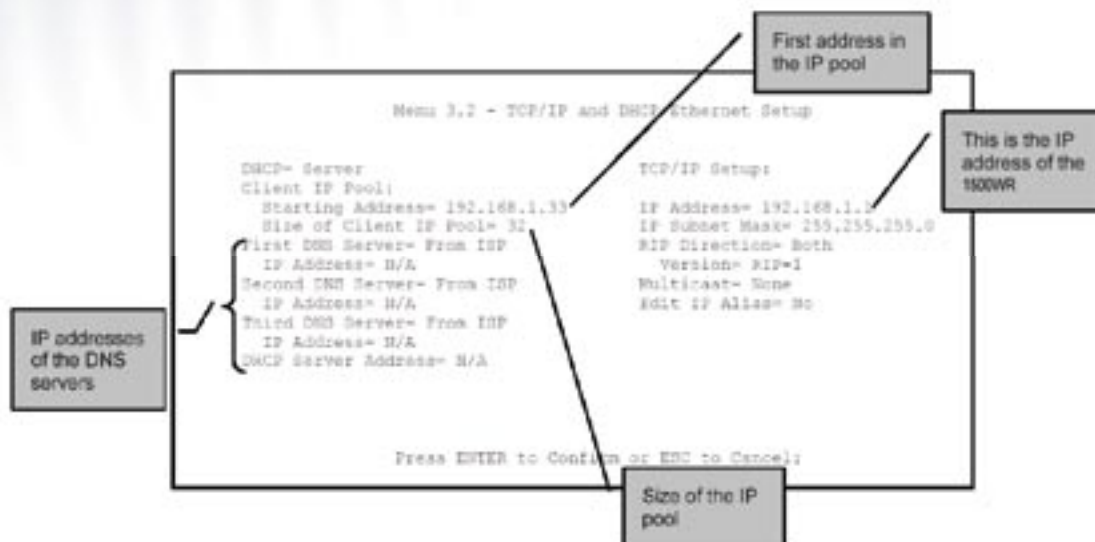 First address in
the IP pool
Menu 3.2 - TCP/IP and DHCP Ethernet Setup
This is the IP
address of the
1500WR
DHCP= Server
Client IP Pool:
Starting Address= 192.168.1.33
Size of Client IP Pool= 32
First DNS Server= From ISP
IP Address= N/A
Second DNS Server= From ISP
IP Address= N/A
Third DNS Server= From ISP
IP Address= N/A
DHCP Server Address= N/A
TCP/IP Setup:
IP Address= 192.168.1.1
IP Subnet Mask= 255.255.255.0
RIP Direction= Both
Version= RIP-1
Multicast= None
Edit IP Alias= No
IP addresses
of the DNS
servers
Press ENTER to Confirm or ESC to Cancel:
Size of the IP
pool